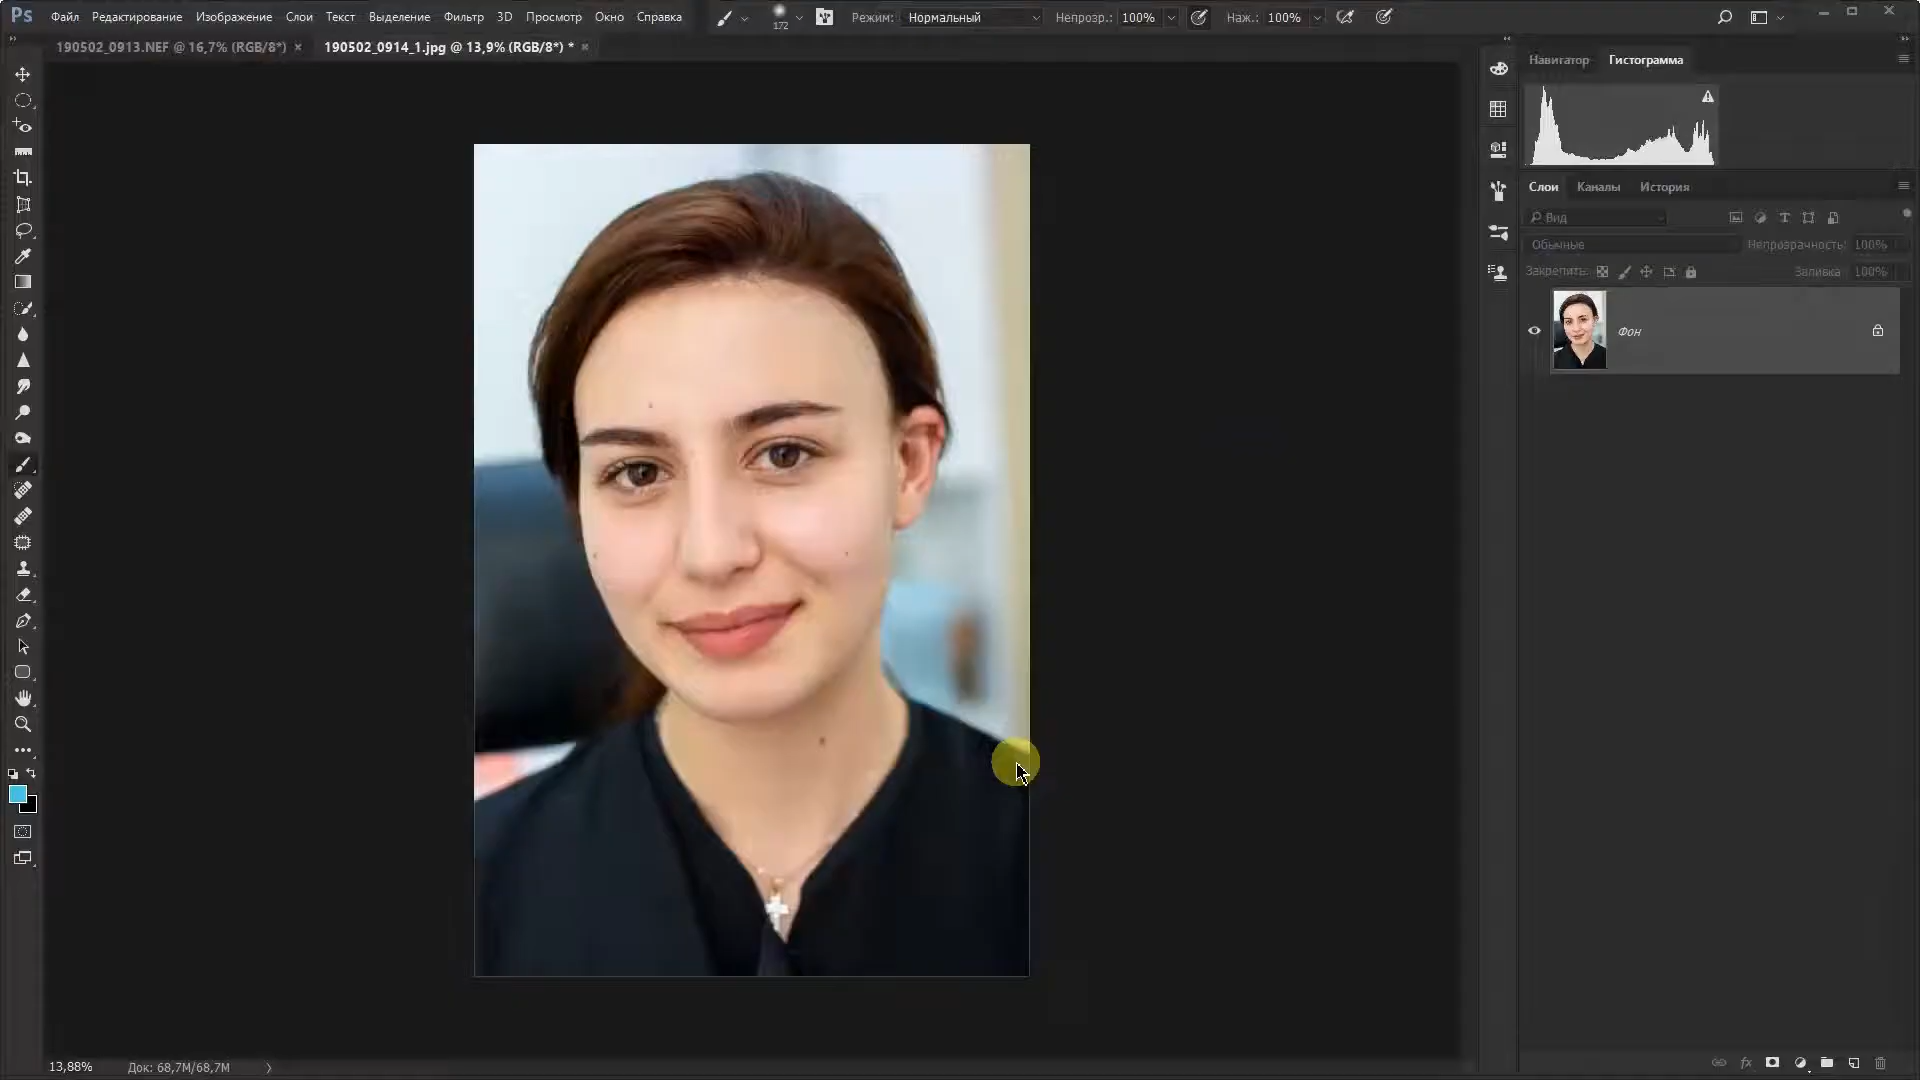 Ps Файл Редактирование Изображение Слои Текст Выделение Фильтр 3D Просмотр Окно Справка 172 Режим: Нормальный Непрозр.: 100% Наж.: 100%
190502_0913.NEF @ 16,7% (RGB/8*) × 190502_0914_1.jpg @ 13,9% (RGB/8*) * ×
Навигатор Гистограмма
Слои Каналы История
Вид
Обычные Непрозрачность: 100%
Закрепить: Заливка: 100%
Фон
fx
13,88% Док: 68,7M/68,7M